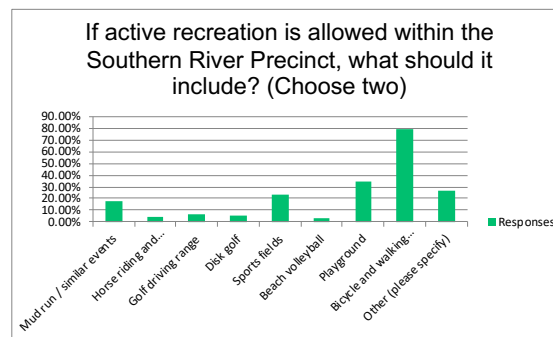 If active recreation is allowed within the
Southern River Precinct, what should it
include? (Choose two)
90.00%
80.00%
70.00%
60.00%
50.00%
40.00%
30.00%
20.00%
10.00%
0.00%
Mud run / similar events
Horse riding and...
Golf driving range
Disk golf
Sports fields
Beach volleyball
Playground
Bicycle and walking...
Other (please specify)
Responses